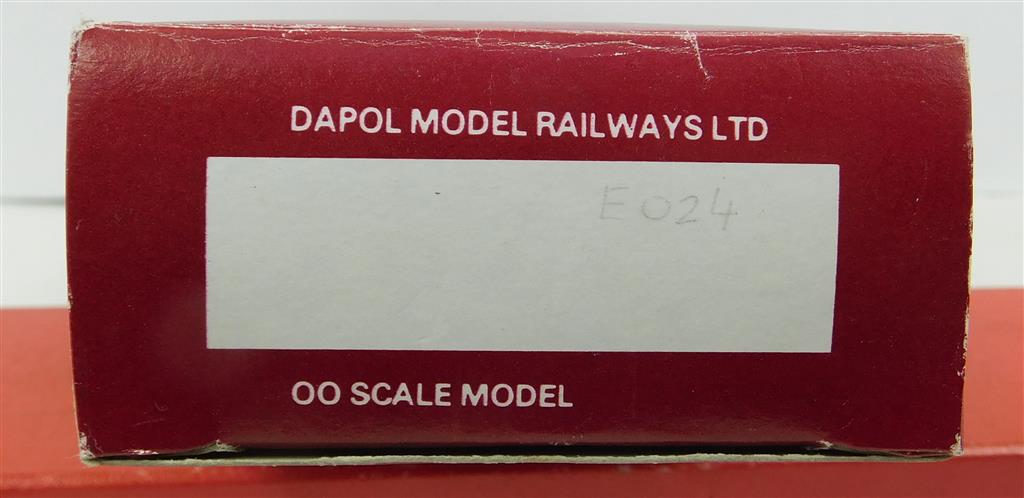 DAPOL MODEL RAILWAYS LTD
E024
OO SCALE MODEL